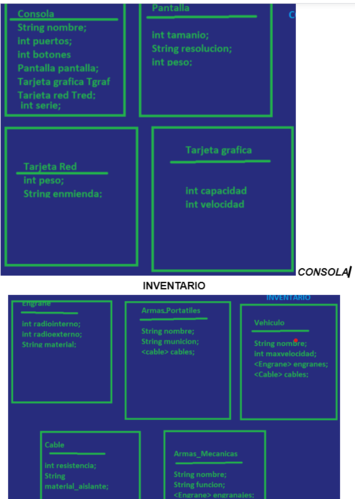 Consola
String nombre;
int puertos;
int botones
Pantalla pantalla;
Tarjeta grafica Tgraf
Tarjeta red Tred;
int serie;
Pantalla
int tamanio;
String resolucion;
int peso;
Tarjeta Red
int peso;
String enmienda;
Tarjeta grafica
int capacidad
int velocidad
CONSOLA
INVENTARIO
INVENTARIO
Engrane
int radiointerno;
int radioexterno;
String material;
Armas_Portatiles
String nombre;
String municion;
<cable> cables;
Vehiculo
String nombre;
int maxvelocidad;
<Engrane> engranes;
<Cable> cables;
Cable
int resistencia;
String
material_aislante;
Armas_Mecanicas
String nombre;
String funcion;
<Engrane> engranajes;